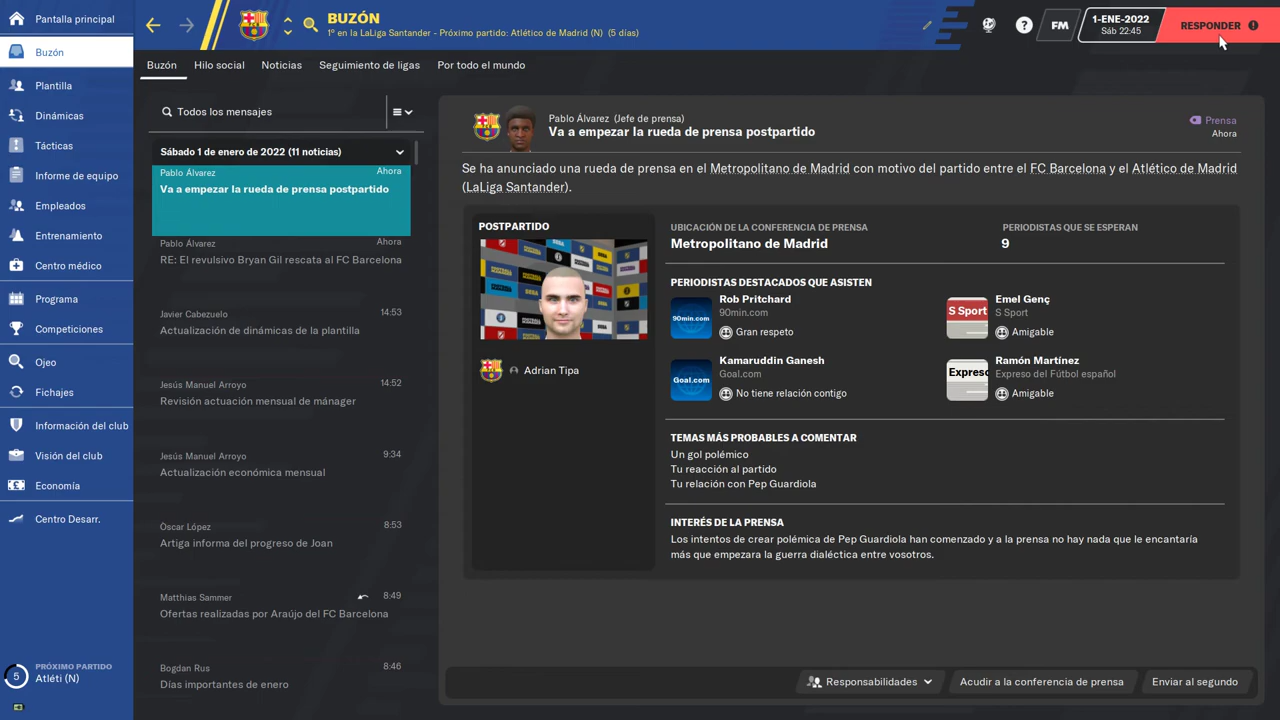 Pantalla principal
BUZÓN
1º en la LaLiga Santander - Próximo partido: Atlético de Madrid (N)  (5 días)
?
FM
1-ENE-2022
Sáb 22:45
RESPONDER
Buzón
Plantilla
Dinámicas
Tácticas
Informe de equipo
Empleados
Entrenamiento
Centro médico
Programa
Competiciones
Ojeo
Fichajes
Información del club
Visión del club
Economía
Centro Desarr.
5
PRÓXIMO PARTIDO
Atléti (N)
Buzón
Hilo social
Noticias
Seguimiento de ligas
Por todo el mundo
Todos los mensajes
Sábado 1 de enero de 2022 (11 noticias)
Pablo Álvarez
Ahora
Va a empezar la rueda de prensa postpartido
Pablo Álvarez
Ahora
RE: El revulsivo Bryan Gil rescata al FC Barcelona
Javier Cabezuelo
14:53
Actualización de dinámicas de la plantilla
Jesús Manuel Arroyo
14:52
Revisión actuación mensual de mánager
Jesús Manuel Arroyo
9:34
Actualización económica mensual
Òscar López
8:53
Artiga informa del progreso de Joan
Matthias Sammer
8:49
Ofertas realizadas por Araújo del FC Barcelona
Bogdan Rus
8:46
Días importantes de enero
Pablo Álvarez  (Jefe de prensa)
Va a empezar la rueda de prensa postpartido
Prensa
Ahora
Se ha anunciado una rueda de prensa en el Metropolitano de Madrid con motivo del partido entre el FC Barcelona y el Atlético de Madrid
(LaLiga Santander).
POSTPARTIDO
Adrian Tipa
UBICACIÓN DE LA CONFERENCIA DE PRENSA
Metropolitano de Madrid
PERIODISTAS QUE SE ESPERAN
9
PERIODISTAS DESTACADOS QUE ASISTEN
90min.com
Rob Pritchard
90min.com
Gran respeto
S Sport
Emel Genç
S Sport
Amigable
Goal.com
Kamaruddin Ganesh
Goal.com
No tiene relación contigo
Expreso
Ramón Martínez
Expreso del Fútbol español
Amigable
TEMAS MÁS PROBABLES A COMENTAR
Un gol polémico
Tu reacción al partido
Tu relación con Pep Guardiola
INTERÉS DE LA PRENSA
Los intentos de crear polémica de Pep Guardiola han comenzado y a la prensa no hay nada que le encantaría
más que empezara la guerra dialéctica entre vosotros.
Responsabilidades
Acudir a la conferencia de prensa
Enviar al segundo